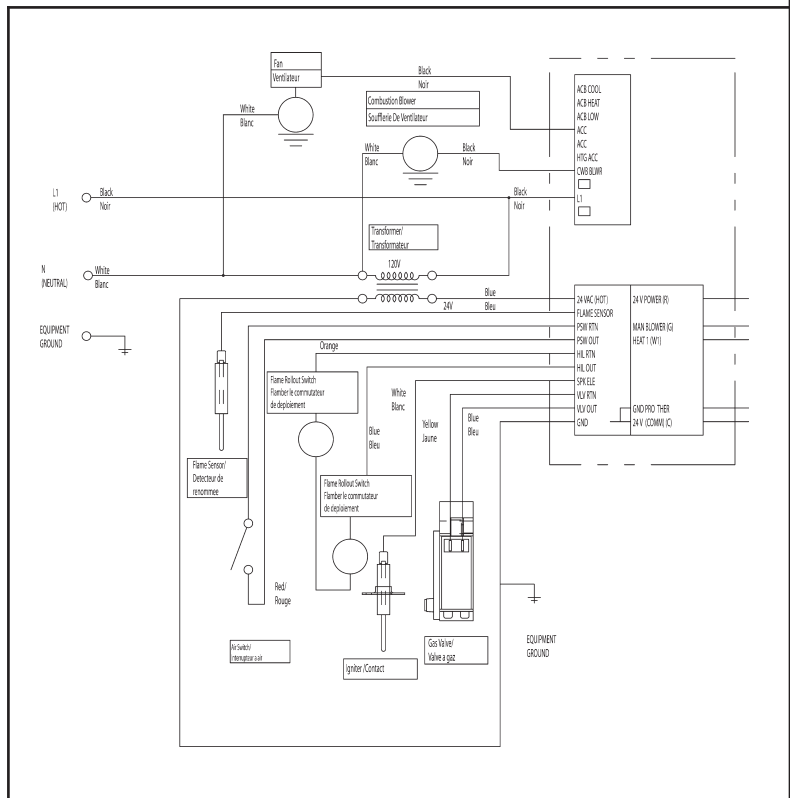 Fan
Ventilateur
Black
Noir
White
Blanc
Combustion Blower
Soufflerie De Ventilateur
White
Blanc
Black
Noir
ACB COOL
ACB HEAT
ACB LOW
ACC
ACC
HTG ACC
CWB BLWR
L1
L1
(HOT)
Black
Noir
Black
Noir
Transformer/
Transformateur
120V
N
(NEUTRAL)
White
Blanc
24V
Blue
Bleu
EQUIPMENT
GROUND
24 VAC (HOT)
FLAME SENSOR
PSW RTN
PSW OUT
HIL RTN
HIL OUT
SPK ELE
VLV RTN
VLV OUT
GND
24 V POWER (R)
MAN BLOWER (G)
HEAT 1 (W1)
GND PRO THER
24 V (COMM) (C)
Orange
Flame Rollout Switch
Flamber le commutateur
de deploiement
White
Blanc
Blue
Bleu
Yellow
Jaune
Blue
Bleu
Flame Sensor/
Detecteur de
renommee
Flame Rollout Switch
Flamber le commutateur
de deploiement
Red/
Rouge
Air Switch/
Interrupteur a air
Igniter /Contact
Gas Valve/
Valve a gaz
EQUIPMENT
GROUND